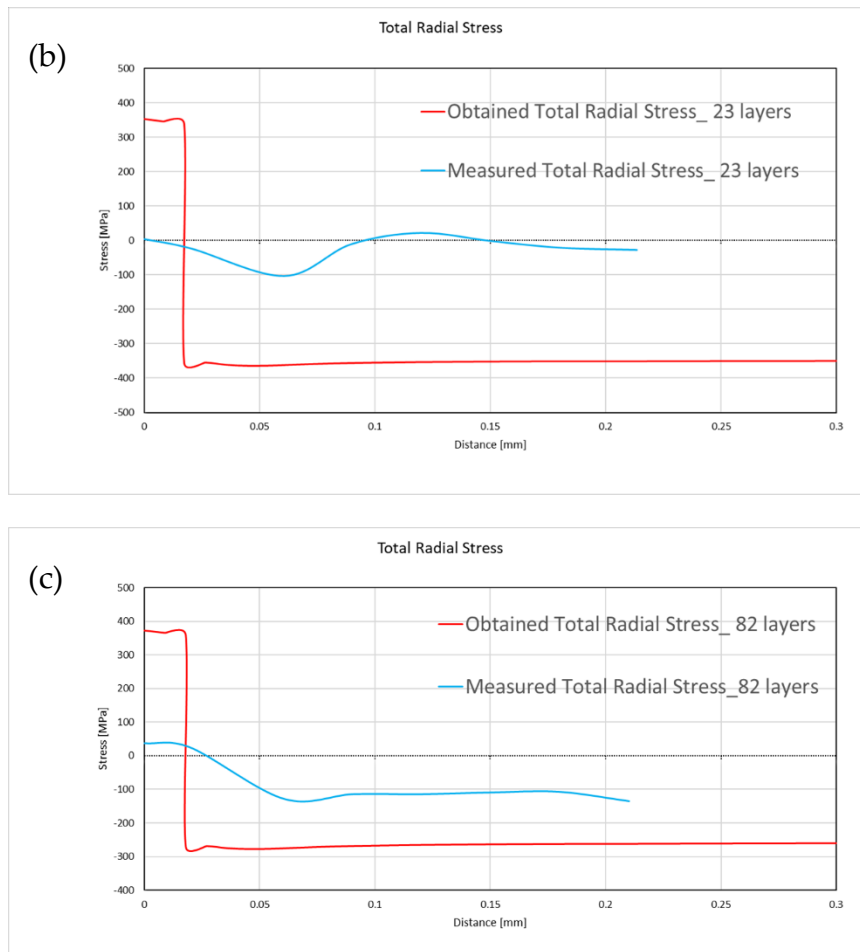 Total Radial Stress
(b)
500
400
Obtained Total Radial Stress_ 23 layers
300
200
Measured Total Radial Stress_ 23 layers
100
0
-100
-200
-300
-400
-500
Stress [MPa]
0 0.05 0.1 0.15 0.2 0.25 0.3
Distance [mm]
Total Radial Stress
(c)
500
400
Obtained Total Radial Stress_ 82 layers
300
200
Measured Total Radial Stress_82 layers
100
0
-100
-200
-300
-400
Stress [MPa]
0 0.05 0.1 0.15 0.2 0.25 0.3
Distance [mm]